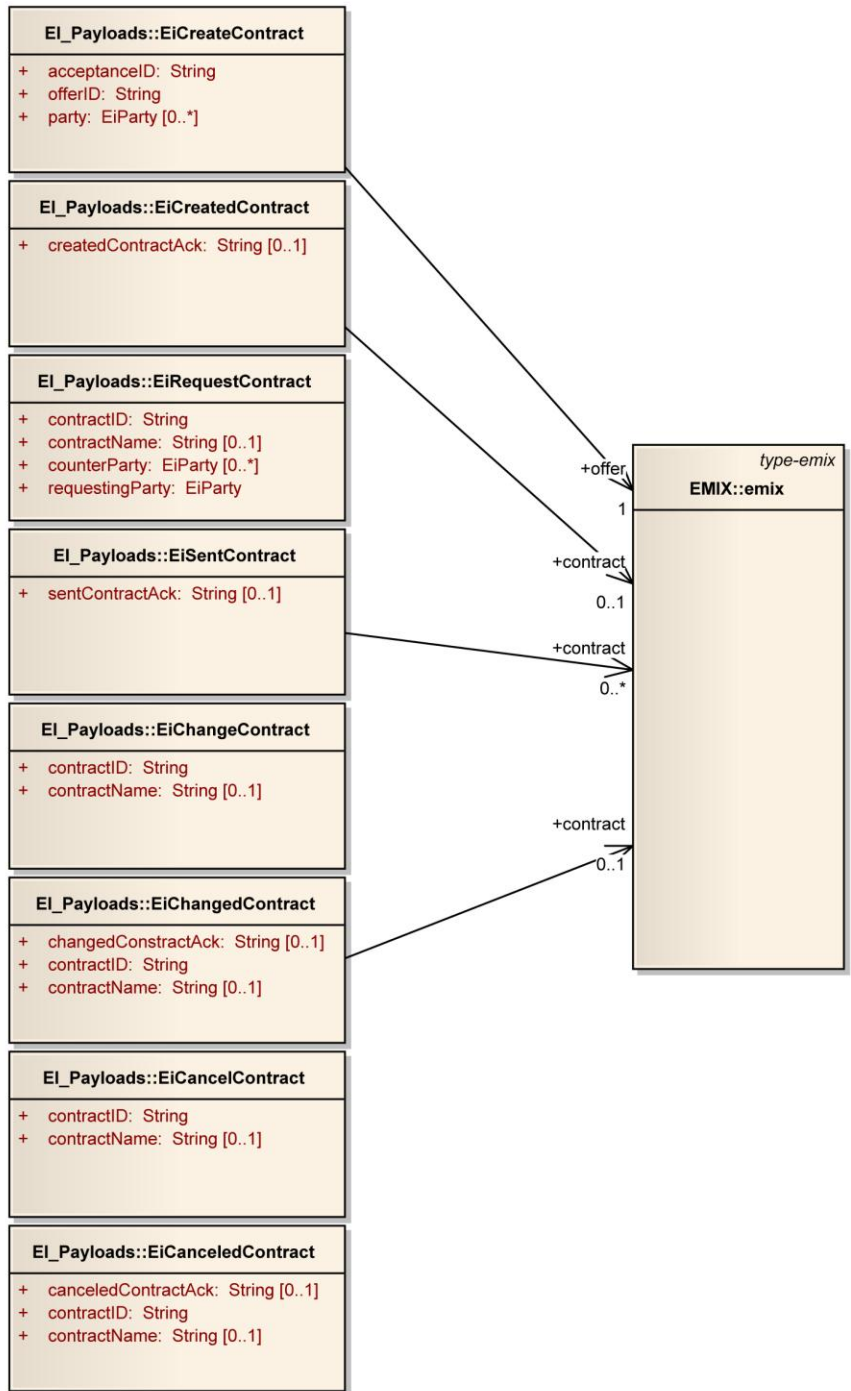 EI_Payloads::EiCreateContract
+ acceptanceID: String
+ offerID: String
+ party: EiParty [0..*]
EI_Payloads::EiCreatedContract
+ createdContractAck: String [0..1]
EI_Payloads::EiRequestContract
+ contractID: String
+ contractName: String [0..1]
+ counterParty: EiParty [0..*]
+ requestingParty: EiParty
EI_Payloads::EiSentContract
+ sentContractAck: String [0..1]
EI_Payloads::EiChangeContract
+ contractID: String
+ contractName: String [0..1]
EI_Payloads::EiChangedContract
+ changedConstractAck: String [0..1]
+ contractID: String
+ contractName: String [0..1]
EI_Payloads::EiCancelContract
+ contractID: String
+ contractName: String [0..1]
EI_Payloads::EiCanceledContract
+ canceledContractAck: String [0..1]
+ contractID: String
+ contractName: String [0..1]
+offer
1
+contract
0..1
+contract
0..*
+contract
0..1
type-emix
EMIX::emix